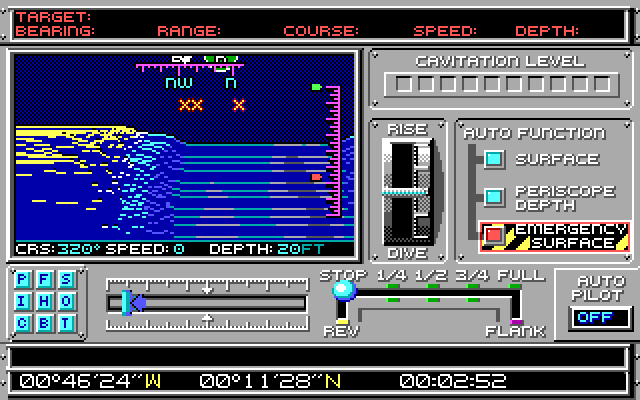 TARGET:
BEARING: RANGE: COURSE: SPEED: DEPTH:
CAVITATION LEVEL
NW N
XX X
RISE
AUTO FUNCTION
SURFACE
PERISCOPE
DEPTH
EMERGENCY
SURFACE
DIVE
CRS:320° SPEED:0 DEPTH:20FT
P F S
I H O
C B T
STOP 1/4 1/2 3/4 FULL
REV FLANK
AUTO
PILOT
OFF
00°46'24"W 00°11'28"N 00:02:52